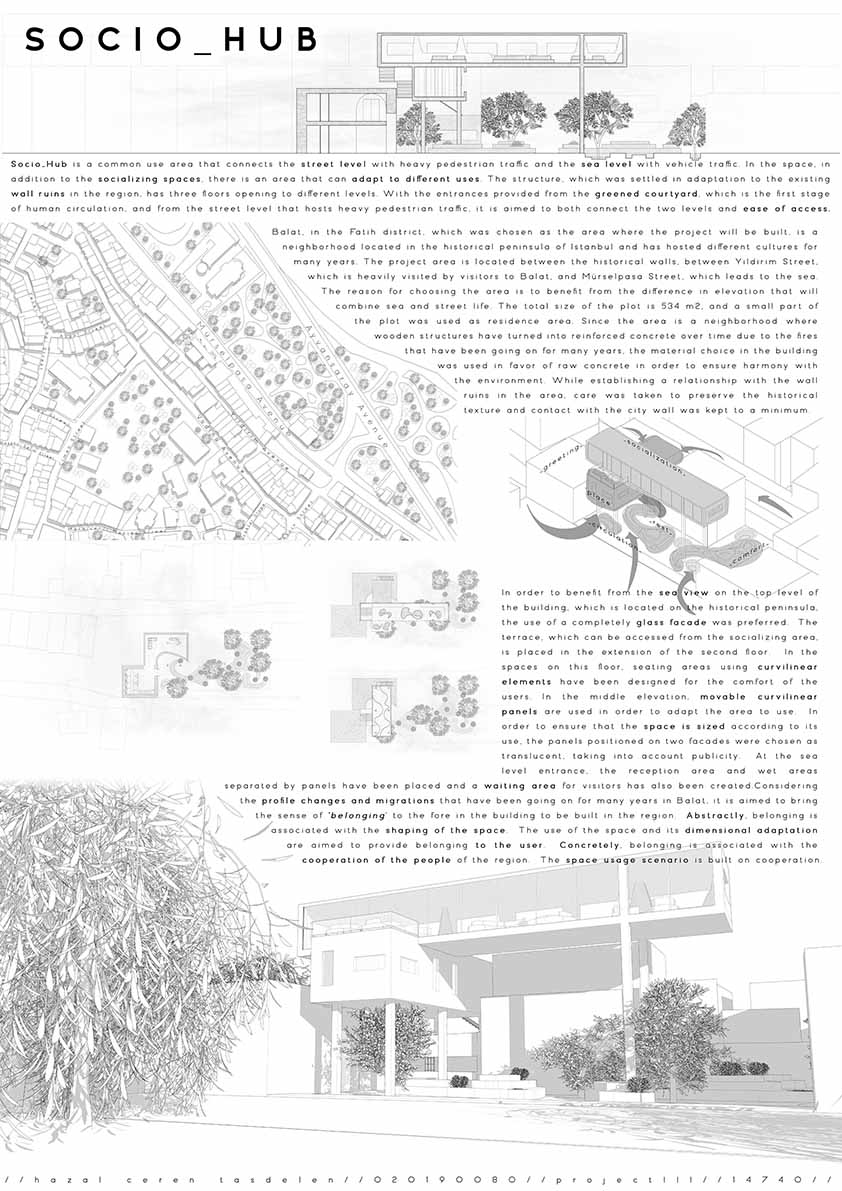 SOCIO_HUB
Socio_Hub is a common use area that connects the street level with heavy pedestrian traffic and the sea level with vehicle traffic. In the space, in
addition to the socializing spaces, there is an area that can adapt to different uses. The structure, which was settled in adaptation to the existing
wall ruins in the region, has three floors opening to different levels. With the entrances provided from the greened courtyard, which is the first stage
of human circulation, and from the street level that hosts heavy pedestrian traffic, it is aimed to both connect the two levels and ease of access.
Balat, in the Fatih district, which was chosen as the area where the project will be built, is a
neighborhood located in the historical peninsula of Istanbul and has hosted different cultures for
many years. The project area is located between the historical walls, between Yıldırım Street,
which is heavily visited by visitors to Balat, and Mürselpasa Street, which leads to the sea.
The reason for choosing the area is to benefit from the difference in elevation that will
combine sea and street life. The total size of the plot is 534 m2, and a small part of
the plot was used as residence area. Since the area is a neighborhood where
wooden structures have turned into reinforced concrete over time due to the fires
that have been going on for many years, the material choice in the building
was used in favor of raw concrete in order to ensure harmony with
the environment. While establishing a relationship with the wall
ruins in the area, care was taken to preserve the historical
texture and contact with the city wall was kept to a minimum.
Mürselpaşa Avenue
Ayvansaray Avenue
-greeting-
-socialization-
place
-circulation-
-rest-
-comfort-
In order to benefit from the sea view on the top level of
the building, which is located on the historical peninsula,
the use of a completely glass facade was preferred. The
terrace, which can be accessed from the socializing area,
is placed in the extension of the second floor. In the
spaces on this floor, seating areas using curvilinear
elements have been designed for the comfort of the
users. In the middle elevation, movable curvilinear
panels are used in order to adapt the area to use. In
order to ensure that the space is sized according to its
use, the panels positioned on two facades were chosen as
translucent, taking into account publicity. At the sea
level entrance, the reception area and wet areas
separated by panels have been placed and a waiting area for visitors has also been created.Considering
the profile changes and migrations that have been going on for many years in Balat, it is aimed to bring
the sense of 'belonging' to the fore in the building to be built in the region. Abstractly, belonging is
associated with the shaping of the space. The use of the space and its dimensional adaptation
are aimed to provide belonging to the user. Concretely, belonging is associated with the
cooperation of the people of the region. The space usage scenario is built on cooperation.
//hazal ceren tasdelen//020190080//projectIII//14740//